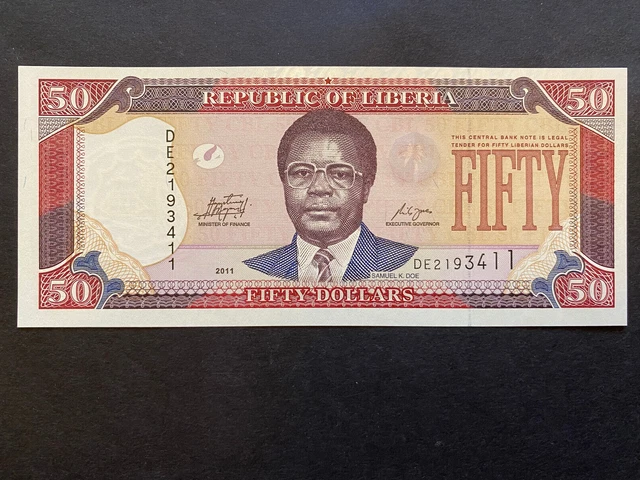 50
REPUBLIC OF LIBERIA
50
DE2193411
THIS CENTRAL BANK NOTE IS LEGAL
TENDER FOR FIFTY LIBERIAN DOLLARS
FIFTY
MINISTER OF FINANCE
EXECUTIVE GOVERNOR
2011
SAMUEL K. DOE
DE2193411
50
FIFTY DOLLARS
50